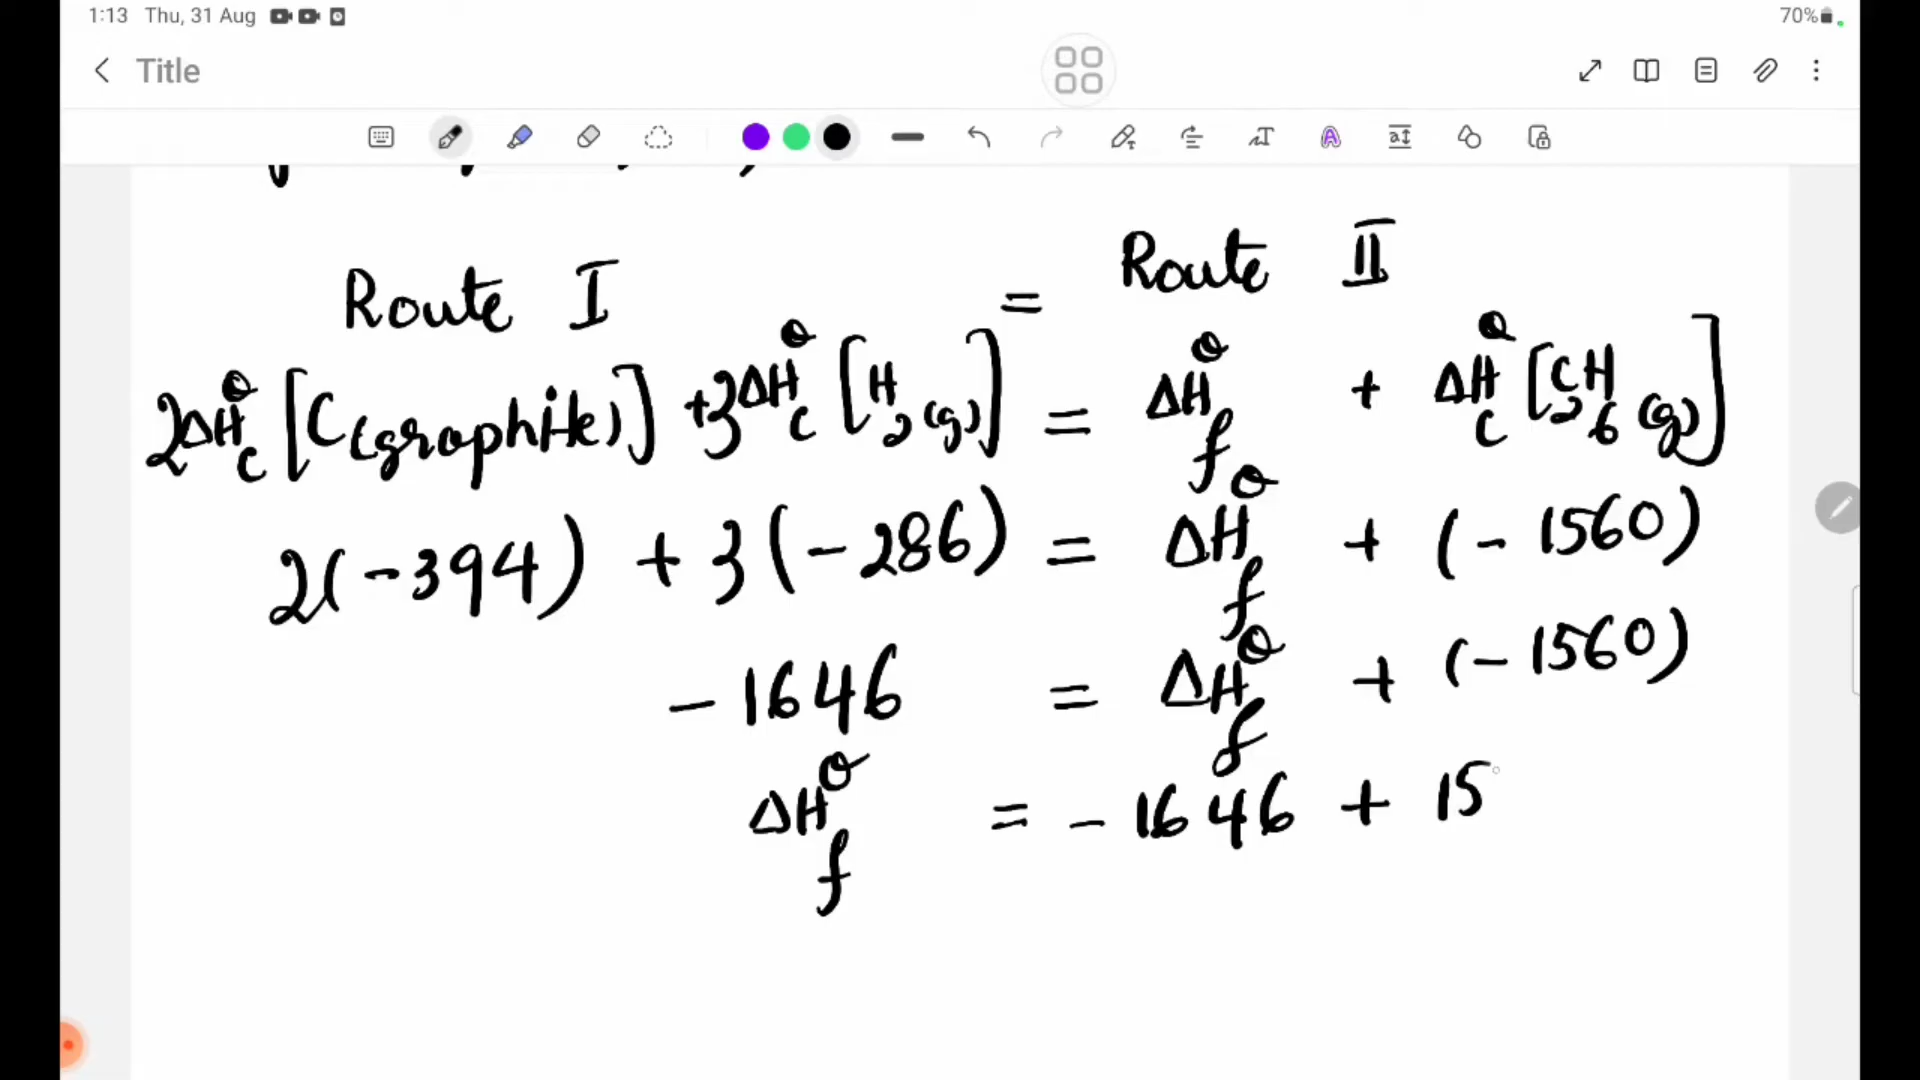 1:13 Thu, 31 Aug 70%
Title
Route I = Route II
2ΔH°c [C(graphite)] + 3ΔH°c [H2(g)] = ΔH°f + ΔH°c [C2H6(g)]
2(-394) + 3(-286) = ΔH°f + (-1560)
-1646 = ΔH°f + (-1560)
ΔH°f = -1646 + 15